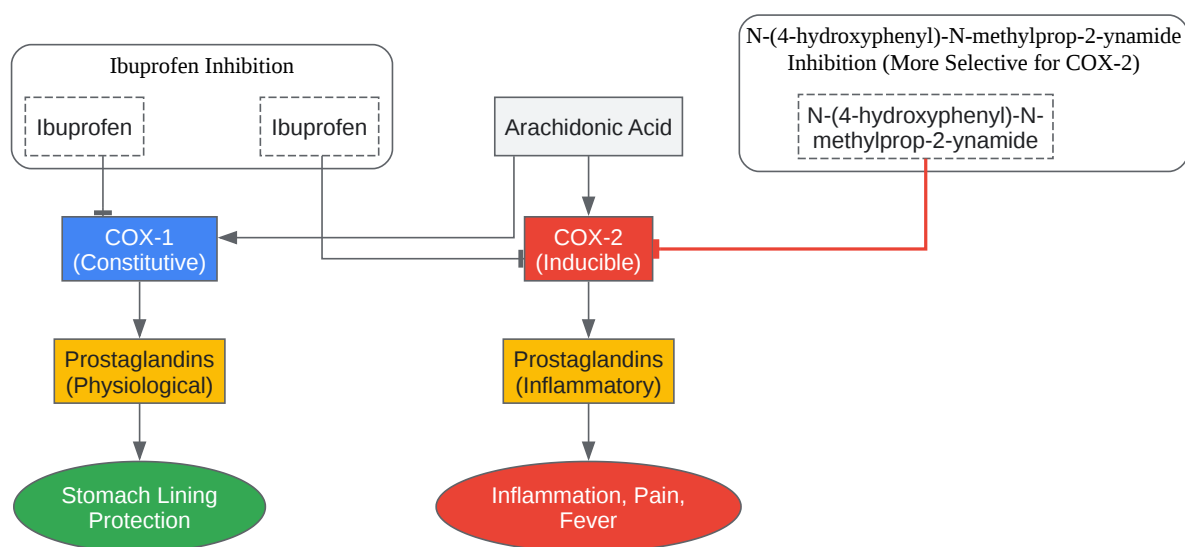 Ibuprofen Inhibition
Ibuprofen
Ibuprofen
Arachidonic Acid
N-(4-hydroxyphenyl)-N-methylprop-2-ynamide
Inhibition (More Selective for COX-2)
N-(4-hydroxyphenyl)-N-
methylprop-2-ynamide
COX-1
(Constitutive)
COX-2
(Inducible)
Prostaglandins
(Physiological)
Prostaglandins
(Inflammatory)
Stomach Lining
Protection
Inflammation, Pain,
Fever